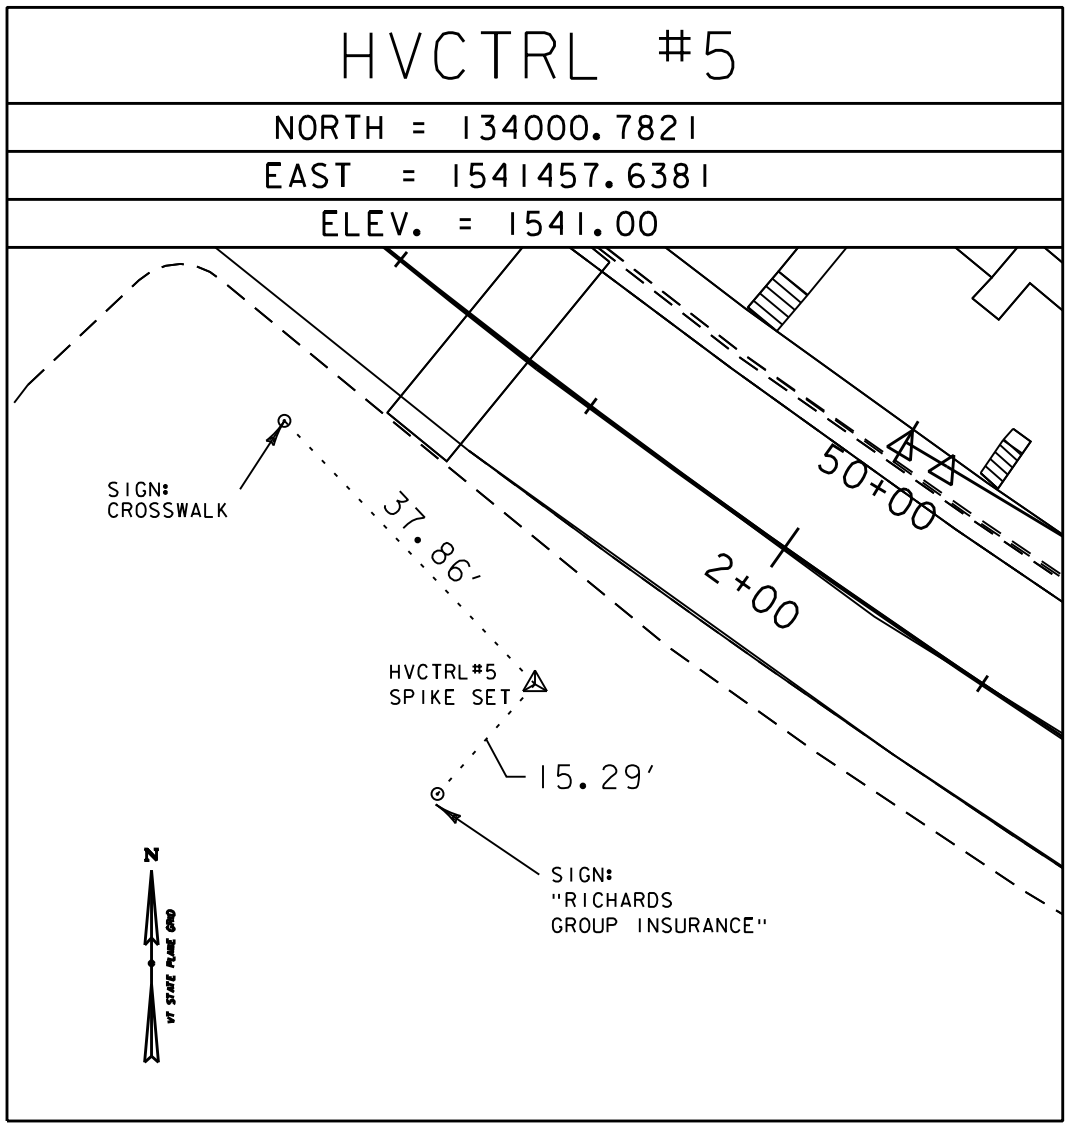 HVCTRL #5
NORTH = 134000.7821
EAST = 1541457.6381
ELEV. = 1541.00
50+00
SIGN:
CROSSWALK
37.86'
2+00
HVCTRL#5
SPIKE SET
15.29'
SIGN:
"RICHARDS
GROUP INSURANCE"
N
VT STATE PLANE GRID